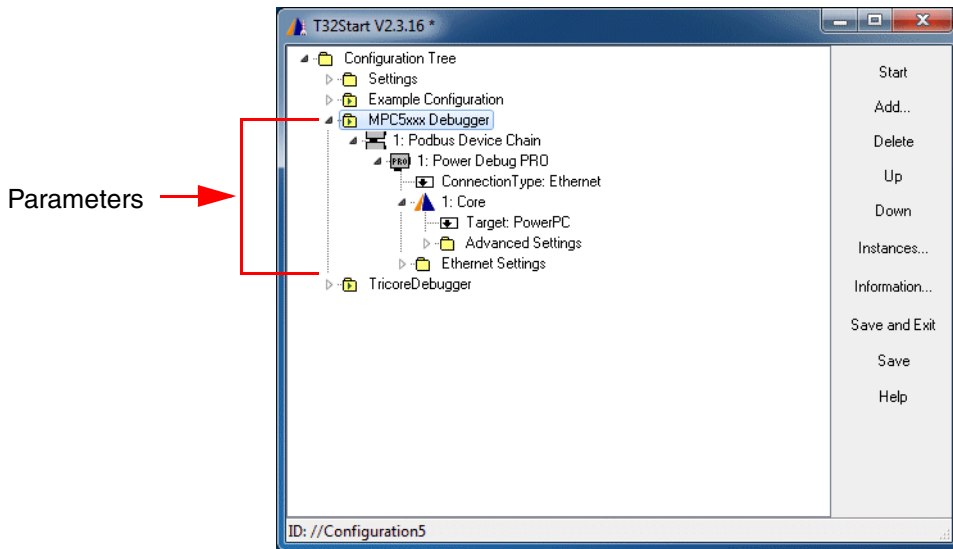 T32Start V2.3.16 *
Configuration Tree
Settings
Example Configuration
MPC5xxx Debugger
1: Podbus Device Chain
PRO 1: Power Debug PRO
ConnectionType: Ethernet
1: Core
Target: PowerPC
Advanced Settings
Ethernet Settings
TricoreDebugger
Parameters
Start
Add...
Delete
Up
Down
Instances...
Information...
Save and Exit
Save
Help
ID: //Configuration5